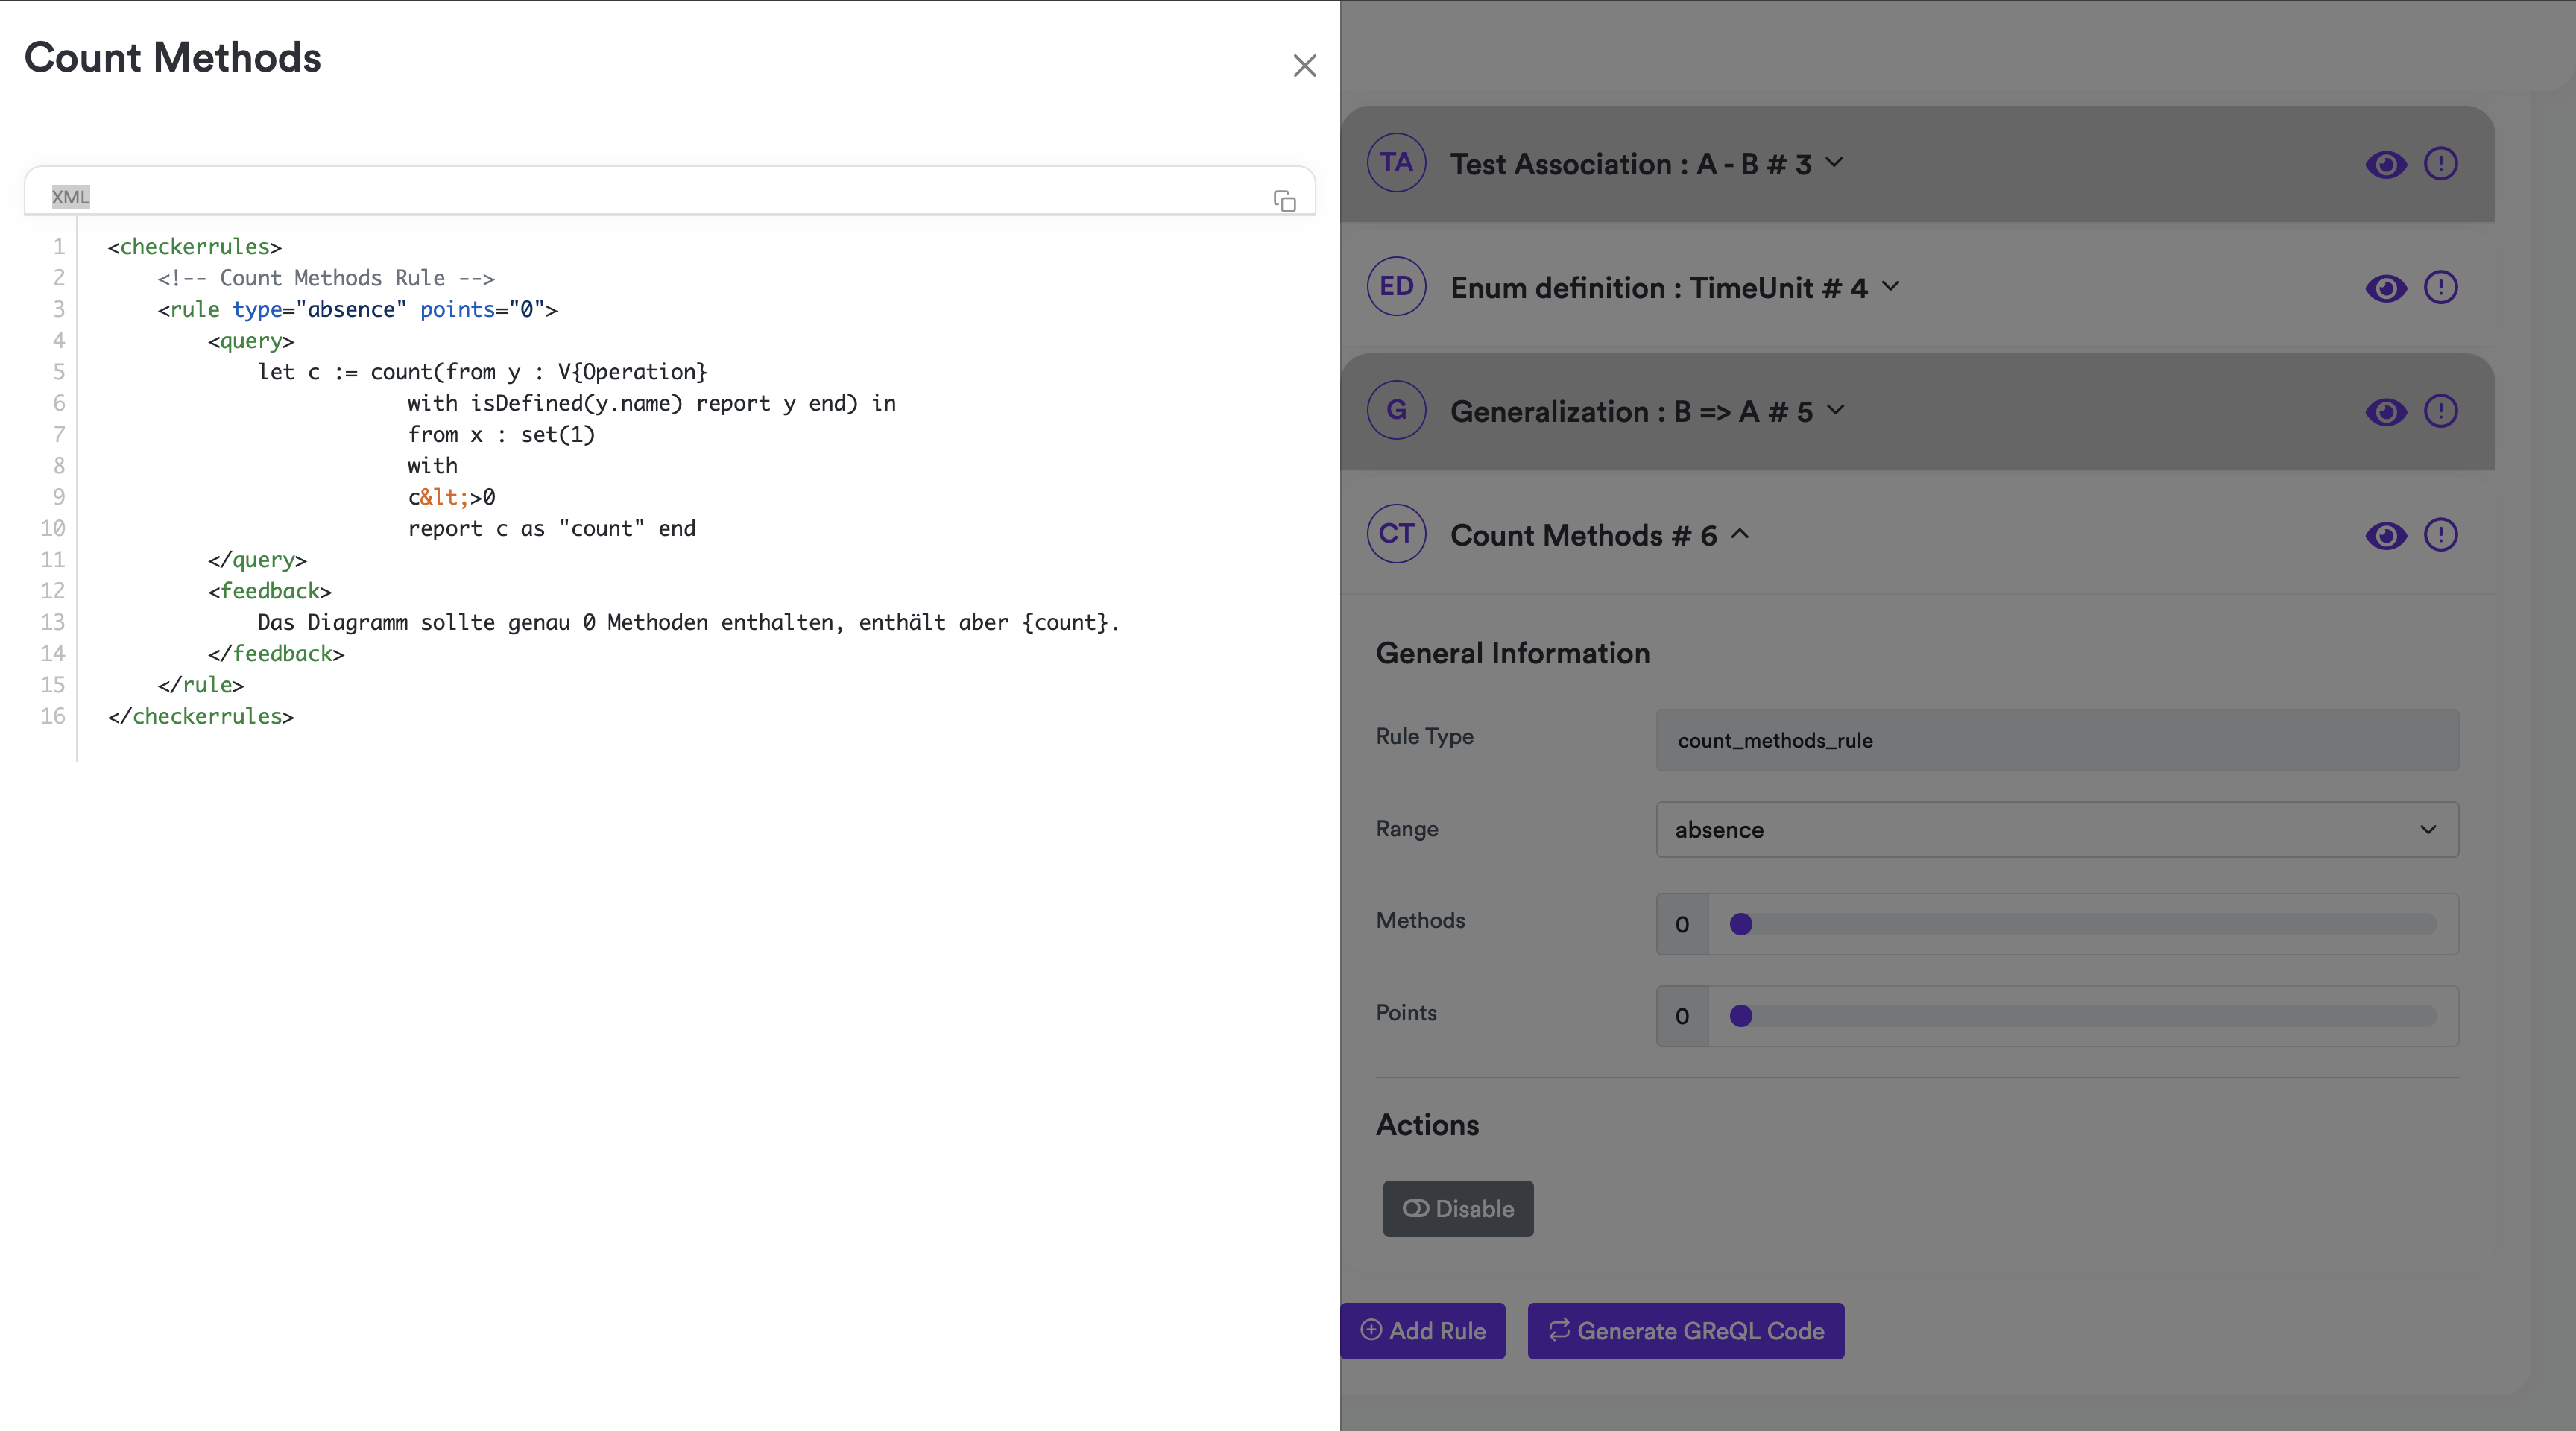 Count Methods
XML
1 <checkerrules>
2 <!-- Count Methods Rule -->
3 <rule type="absence" points="0">
4 <query>
5 let c := count(from y : V{Operation}
6 with isDefined(y.name) report y end) in
7 from x : set(1)
8 with
9 c&lt;>0
10 report c as "count" end
11 </query>
12 <feedback>
13 Das Diagramm sollte genau 0 Methoden enthalten, enthält aber {count}.
14 </feedback>
15 </rule>
16 </checkerrules>
TA Test Association : A - B # 3
ED Enum definition : TimeUnit # 4
G Generalization : B => A # 5
CT Count Methods # 6
General Information
Rule Type count_methods_rule
Range absence
Methods 0
Points 0
Actions
Disable
Add Rule Generate GReQL Code